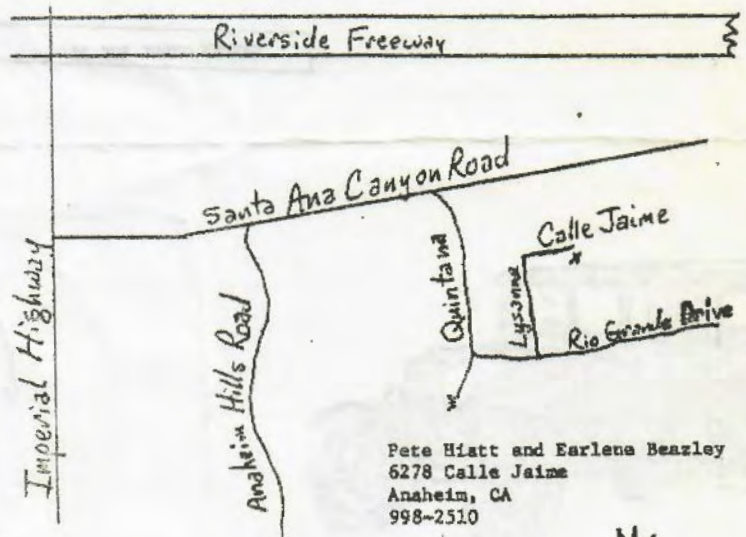 Riverside Freeway
Santa Ana Canyon Road
Calle Jaime
Imperial Highway
Anaheim Hills Road
Quintana
Lysanne
Rio Grande Drive
Pete Hiatt and Earlene Beazley
6278 Calle Jaime
Anaheim, CA
998-2510